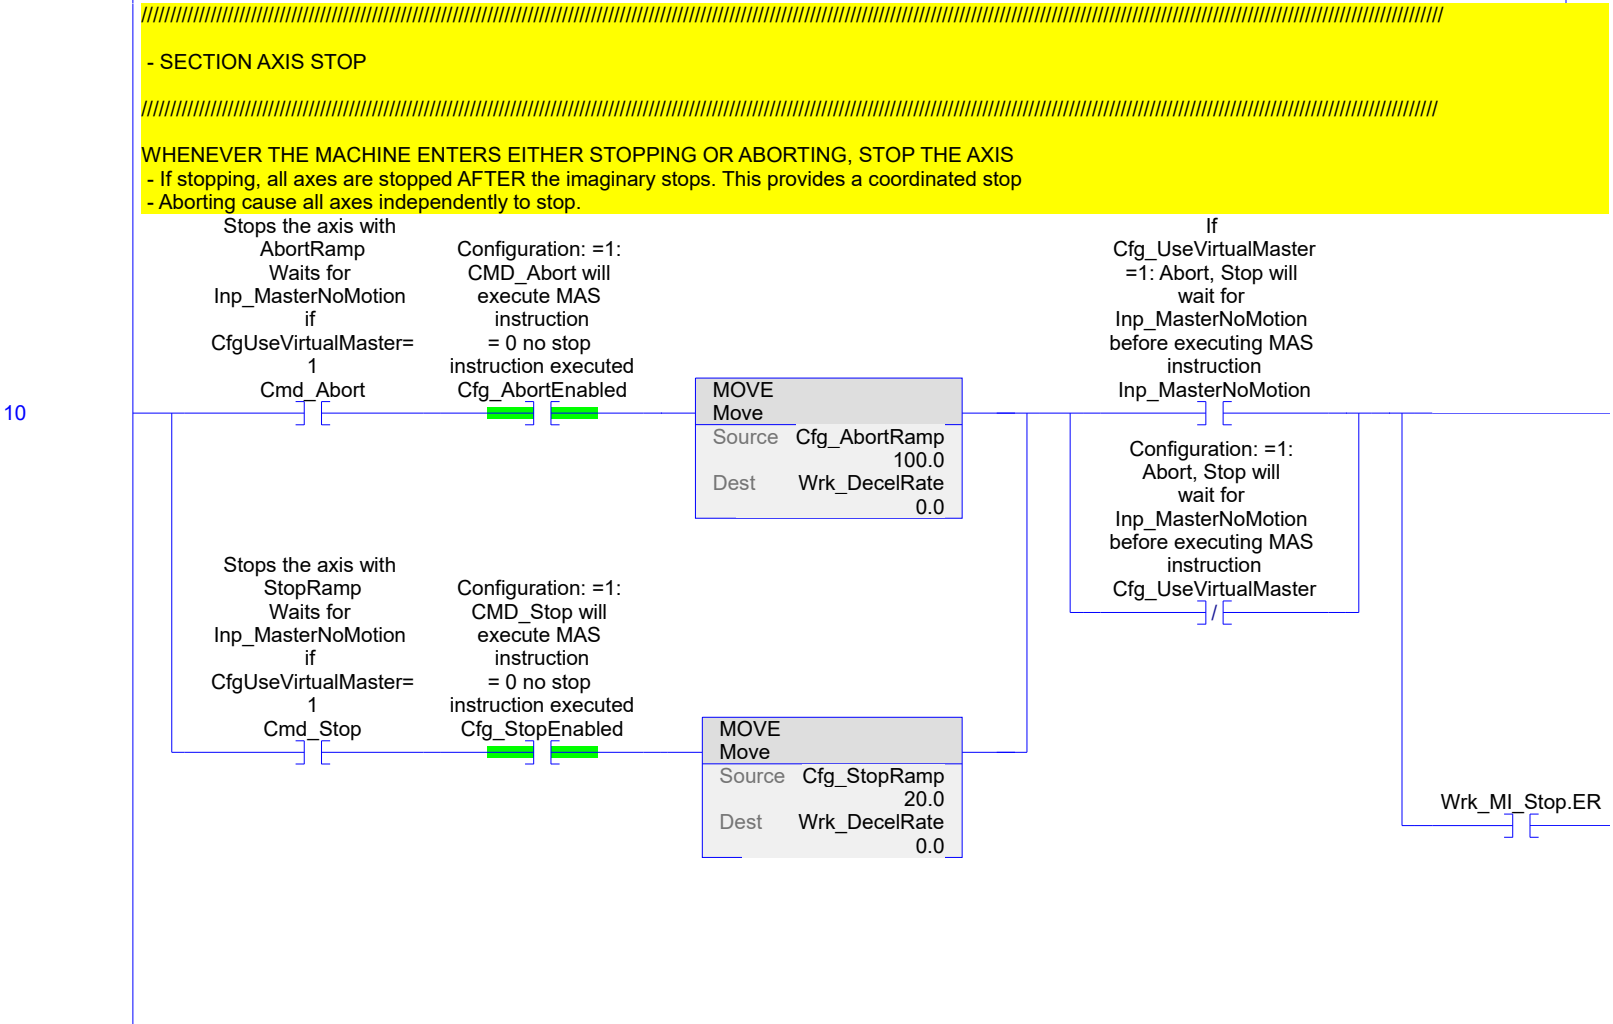 ////////////////////////////////////////////////////////////////////////////////////////////////////////////////////////////////////////////////////////////////////////////////////////////////////////////////////////////////////
- SECTION AXIS STOP
///////////////////////////////////////////////////////////////////////////////////////////////////////////////////////////////////////////////////////////////////////////////////////////////////////////////////////////////////
WHENEVER THE MACHINE ENTERS EITHER STOPPING OR ABORTING, STOP THE AXIS
- If stopping, all axes are stopped AFTER the imaginary stops. This provides a coordinated stop
- Aborting cause all axes independently to stop.
10
Stops the axis with
AbortRamp
Waits for
Inp_MasterNoMotion
if
CfgUseVirtualMaster=
1
Cmd_Abort
Configuration: =1:
CMD_Abort will
execute MAS
instruction
= 0 no stop
instruction executed
Cfg_AbortEnabled
MOVE
Move
Source Cfg_AbortRamp
100.0
Dest Wrk_DecelRate
0.0
If
Cfg_UseVirtualMaster
=1: Abort, Stop will
wait for
Inp_MasterNoMotion
before executing MAS
instruction
Inp_MasterNoMotion
Configuration: =1:
Abort, Stop will
wait for
Inp_MasterNoMotion
before executing MAS
instruction
Cfg_UseVirtualMaster
/
Stops the axis with
StopRamp
Waits for
Inp_MasterNoMotion
if
CfgUseVirtualMaster=
1
Cmd_Stop
Configuration: =1:
CMD_Stop will
execute MAS
instruction
= 0 no stop
instruction executed
Cfg_StopEnabled
MOVE
Move
Source Cfg_StopRamp
20.0
Dest Wrk_DecelRate
0.0
Wrk_MI_Stop.ER